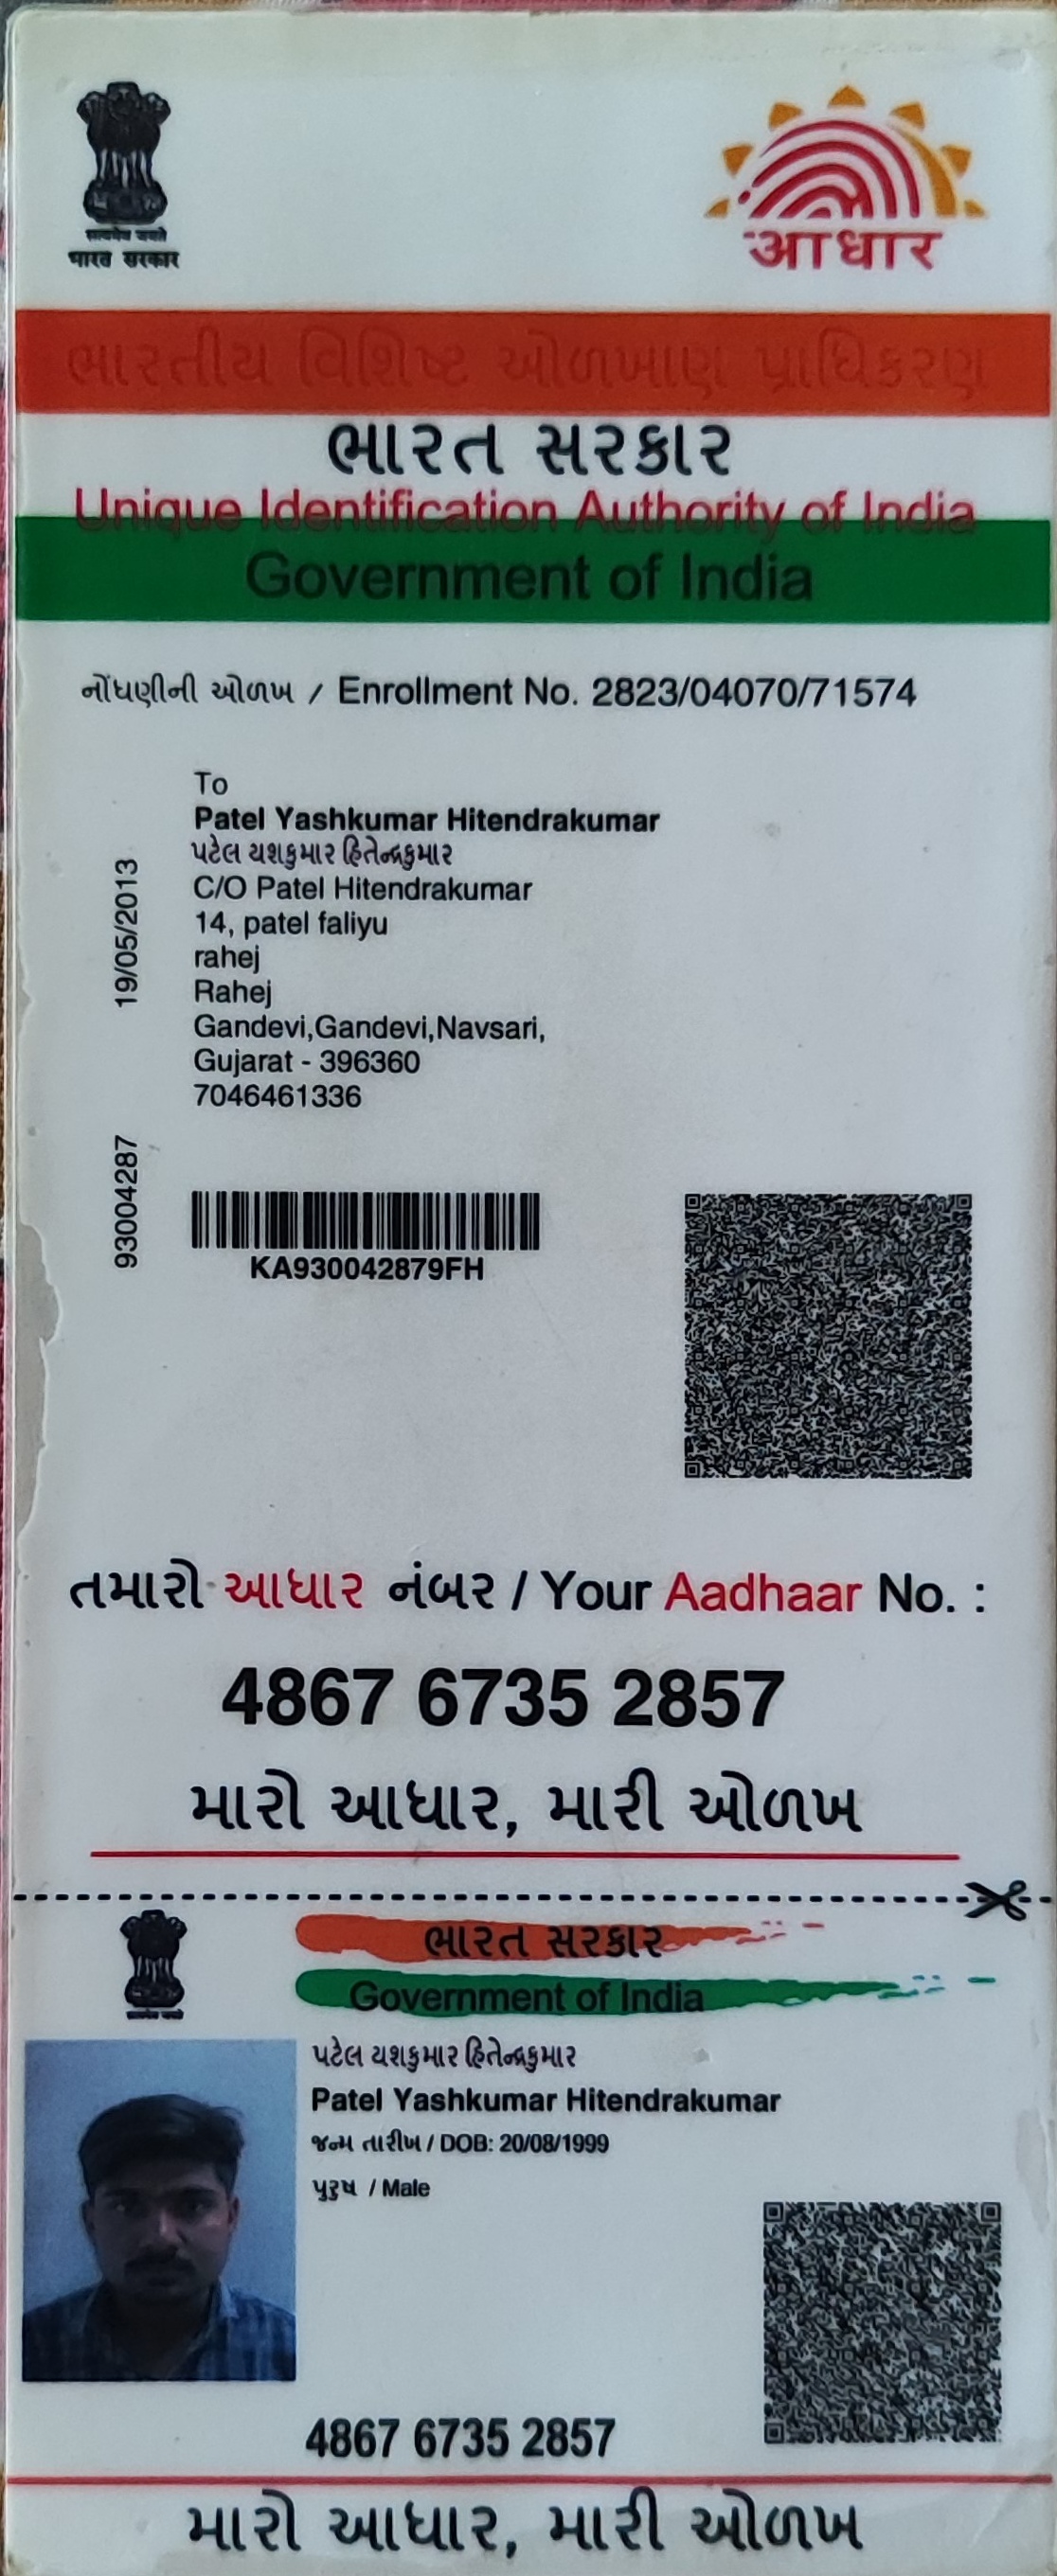 सत्यमेव जयते
भारत सरकार
आधार
ભારતીય વિશિષ્ટ ઓળખાણ પ્રાધિકરણ
ભારત સરકાર
Unique Identification Authority of India
Government of India
નોંધણીની ઓળખ / Enrollment No. 2823/04070/71574
To
Patel Yashkumar Hitendrakumar
પટેલ યશકુમાર હિતેન્દ્રકુમાર
C/O Patel Hitendrakumar
14, patel faliyu
rahej
Rahej
Gandevi,Gandevi,Navsari,
Gujarat - 396360
7046461336
19/05/2013
93004287
KA930042879FH
તમારો આધાર નંબર / Your Aadhaar No. :
4867 6735 2857
મારો આધાર, મારી ઓળખ
ભારત સરકાર
Government of India
પટેલ યશકુમાર હિતેન્દ્રકુમાર
Patel Yashkumar Hitendrakumar
જન્મ તારીખ / DOB: 20/08/1999
પુરુષ / Male
4867 6735 2857
મારો આધાર, મારી ઓળખ